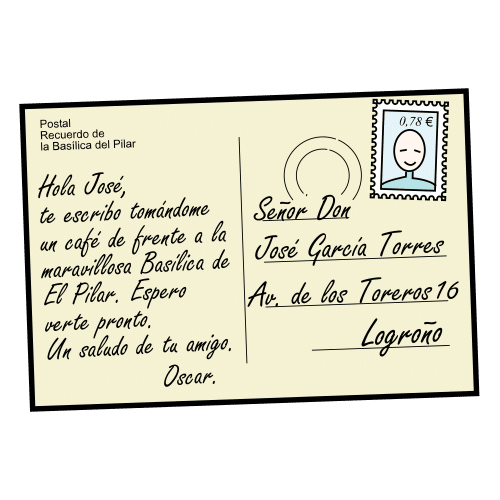 Postal
Recuerdo de
la Basílica del Pilar
Hola José,
te escribo tomándome
un café de frente a la
maravillosa Basílica de
El Pilar. Espero
verte pronto.
Un saludo de tu amigo.
Oscar.
0,78 €
Señor Don
José García Torres
Av. de los Toreros 16
Logroño